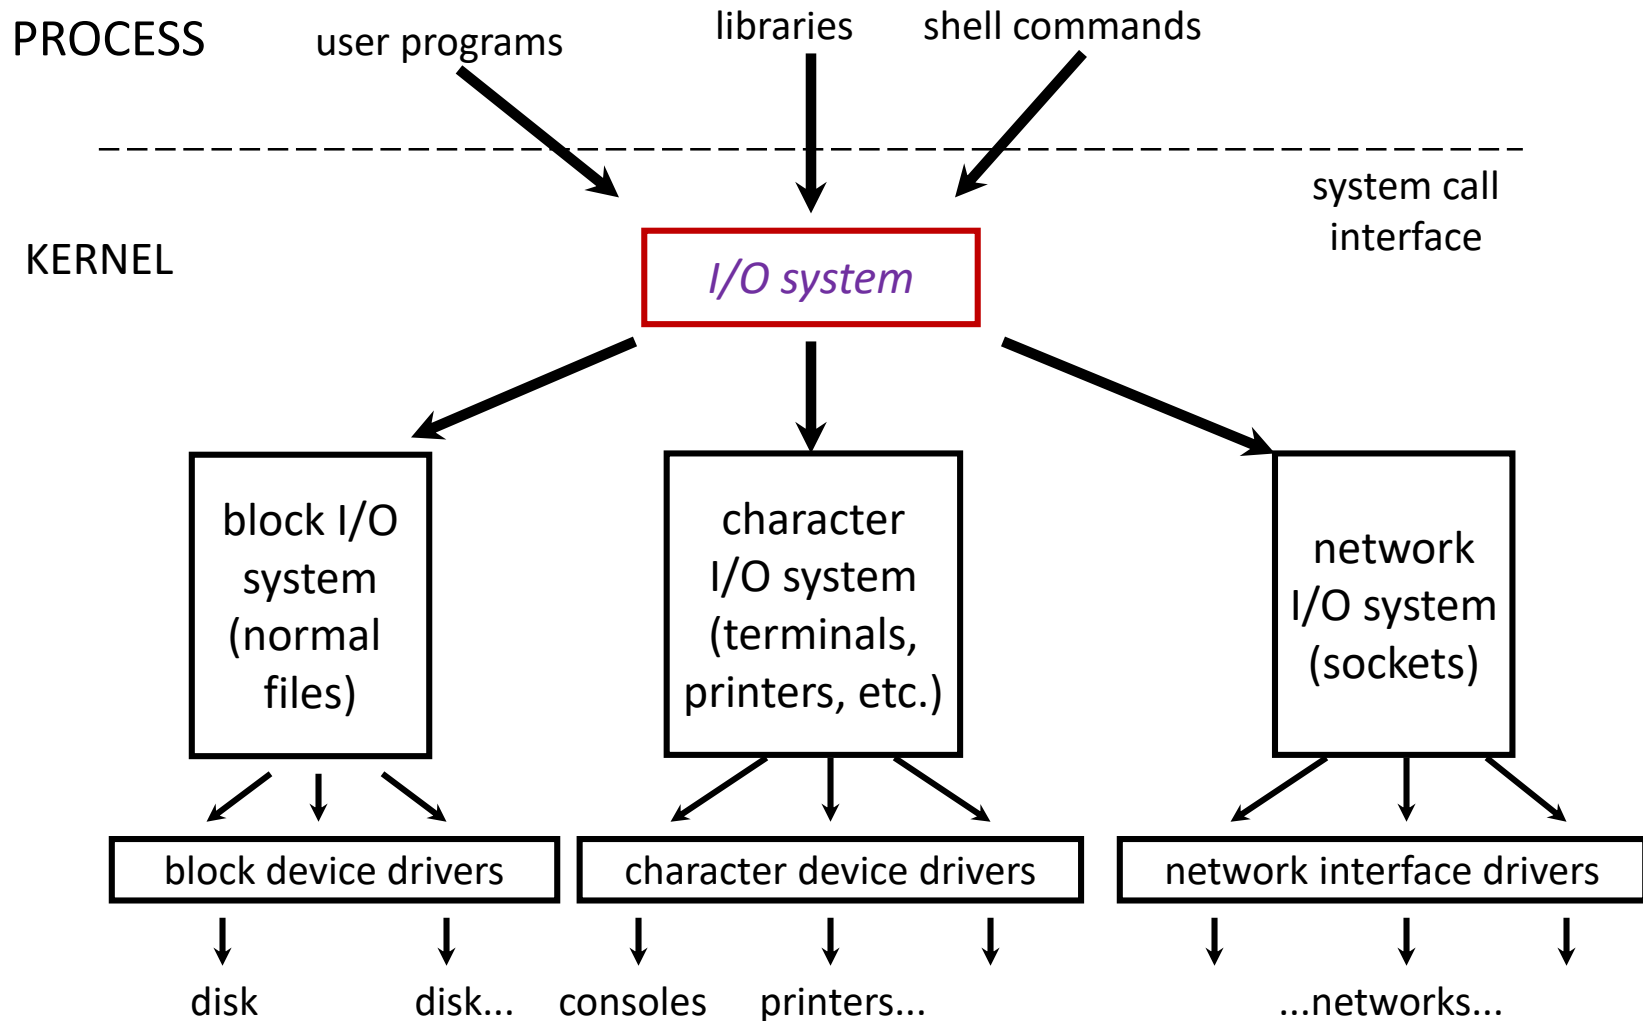 PROCESS
user programs
libraries
shell commands
system call
interface
KERNEL
I/O system
block I/O
system
(normal
files)
character
I/O system
(terminals,
printers, etc.)
network
I/O system
(sockets)
block device drivers
character device drivers
network interface drivers
disk
disk...
consoles
printers...
...networks...